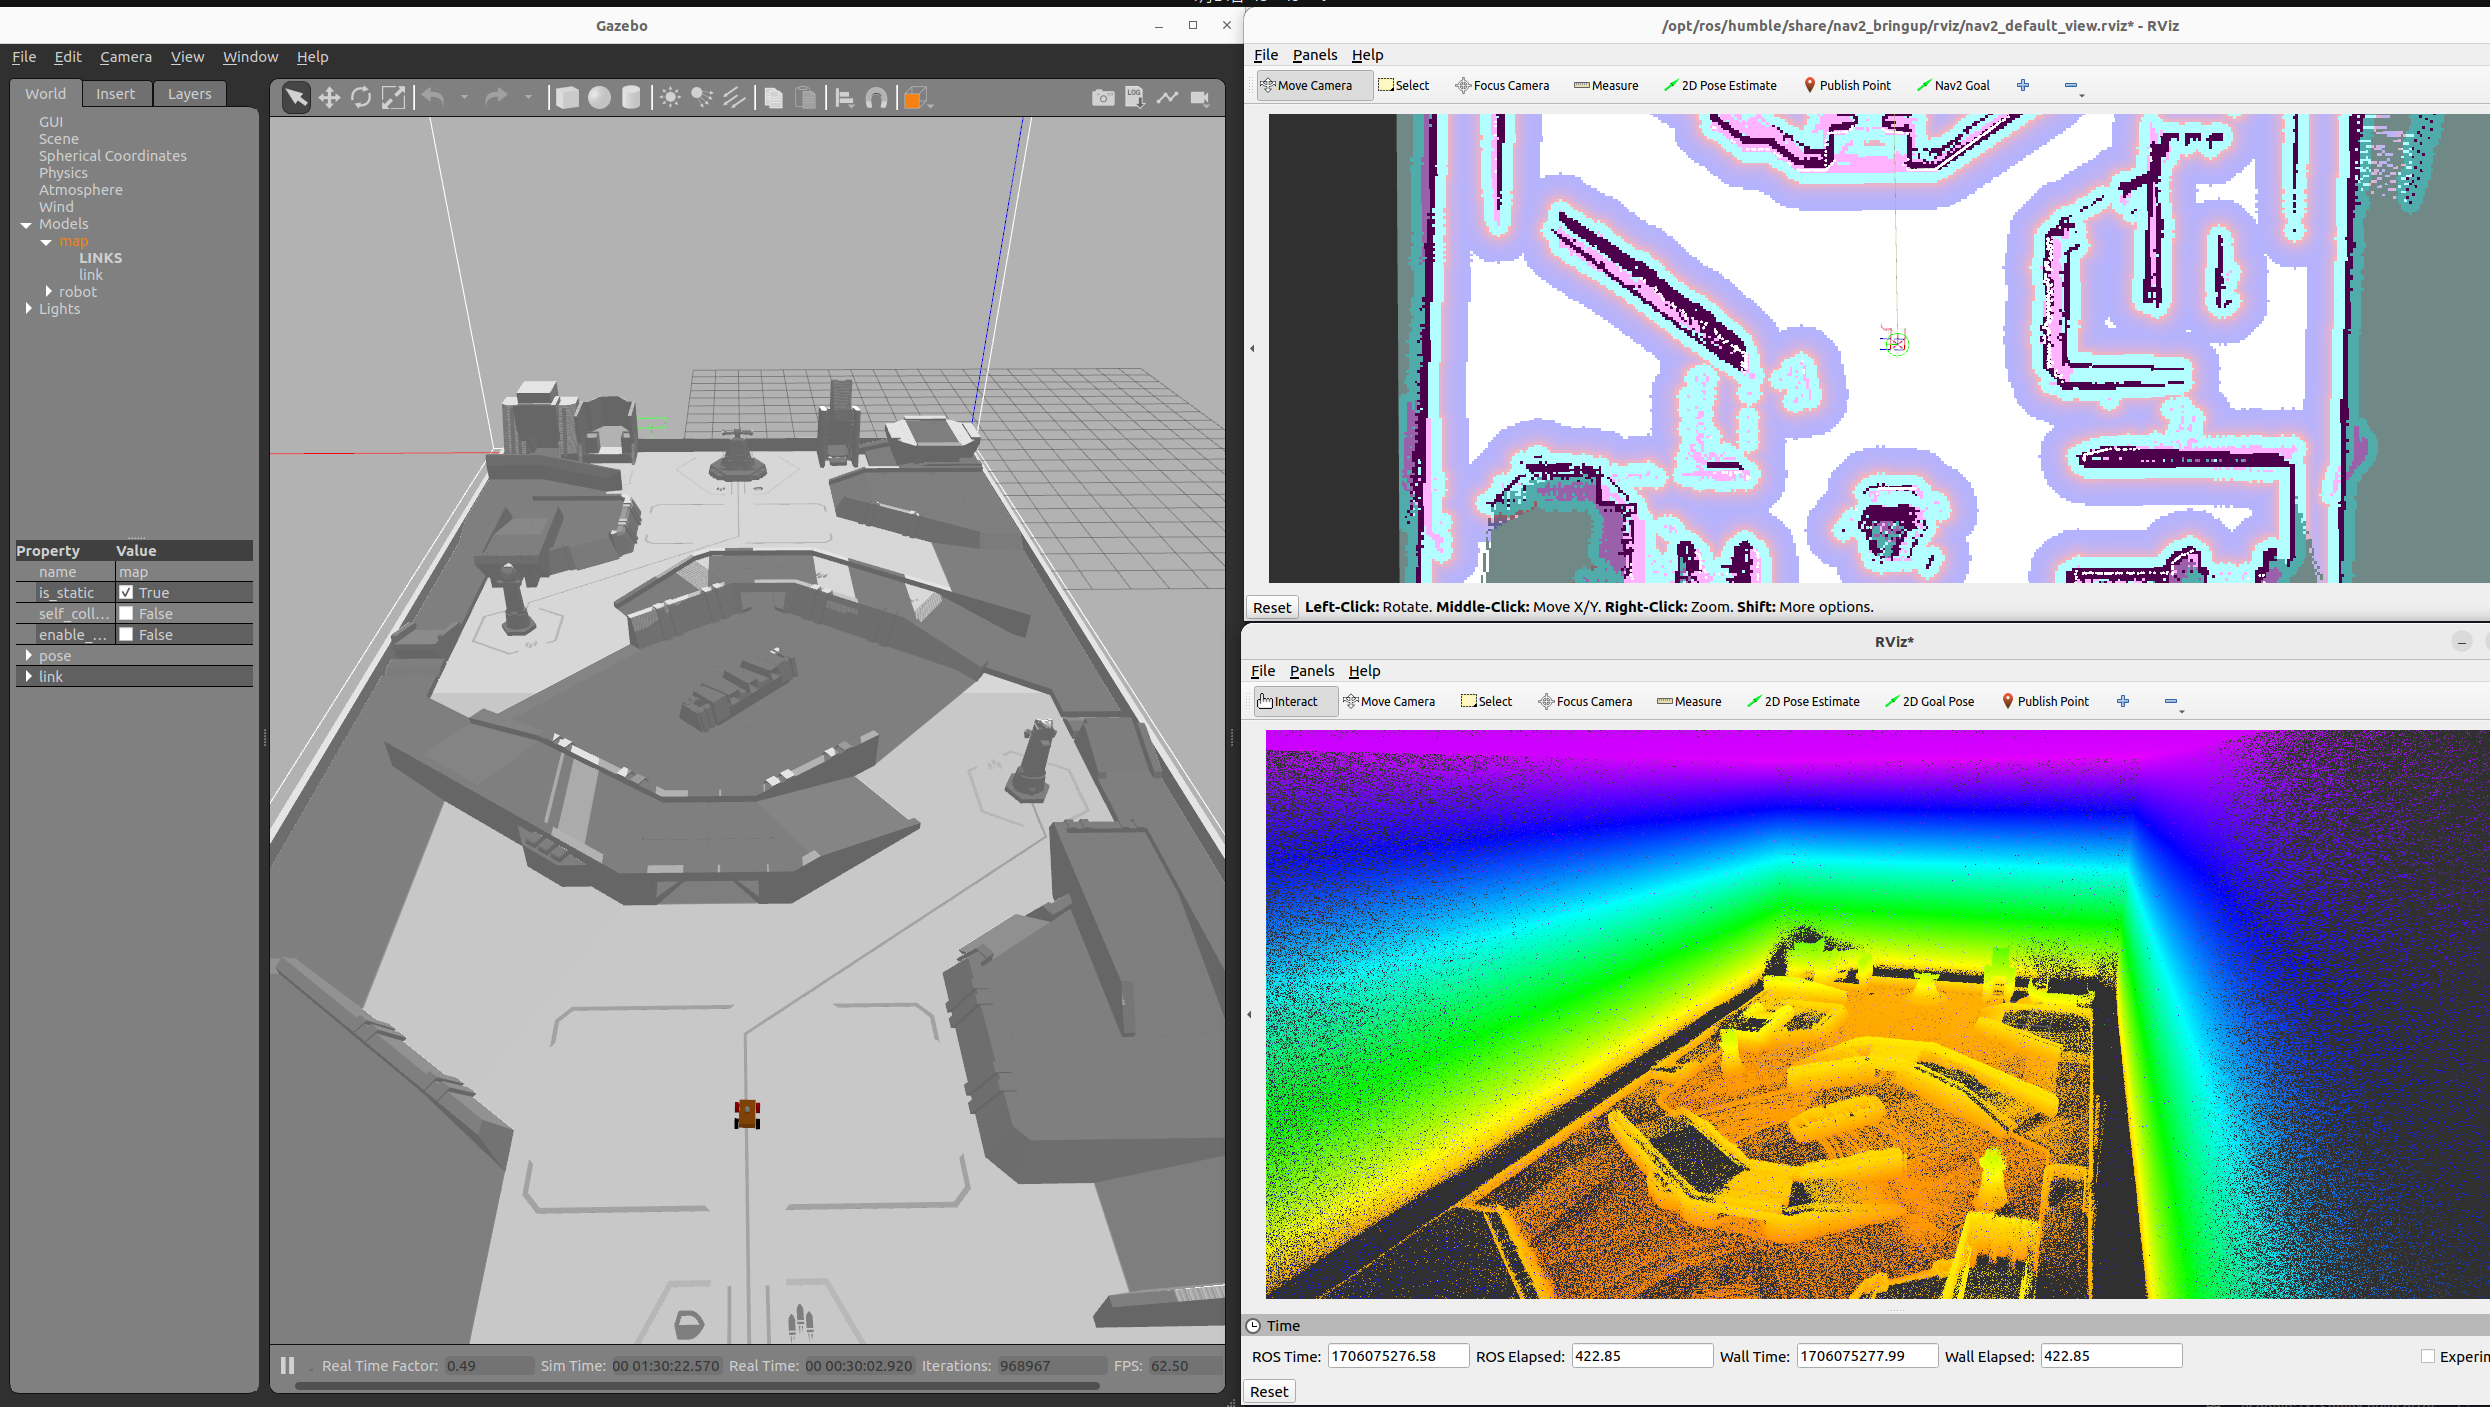 Gazebo
File Edit Camera View Window Help
World Insert Layers
GUI
Scene
Spherical Coordinates
Physics
Atmosphere
Wind
Models
map
LINKS
link
robot
Lights
Property Value
name map
is_static True
self_coll... False
enable_... False
pose
link
LOG
Real Time Factor: 0.49 Sim Time: 00 01:30:22.570 Real Time: 00 00:30:02.920 Iterations: 968967 FPS: 62.50
/opt/ros/humble/share/nav2_bringup/rviz/nav2_default_view.rviz* - RViz
File Panels Help
Move Camera Select Focus Camera Measure 2D Pose Estimate Publish Point Nav2 Goal
Reset Left-Click: Rotate. Middle-Click: Move X/Y. Right-Click: Zoom. Shift: More options.
RViz*
File Panels Help
Interact Move Camera Select Focus Camera Measure 2D Pose Estimate 2D Goal Pose Publish Point
Time
ROS Time: 1706075276.58 ROS Elapsed: 422.85 Wall Time: 1706075277.99 Wall Elapsed: 422.85 Experim
Reset